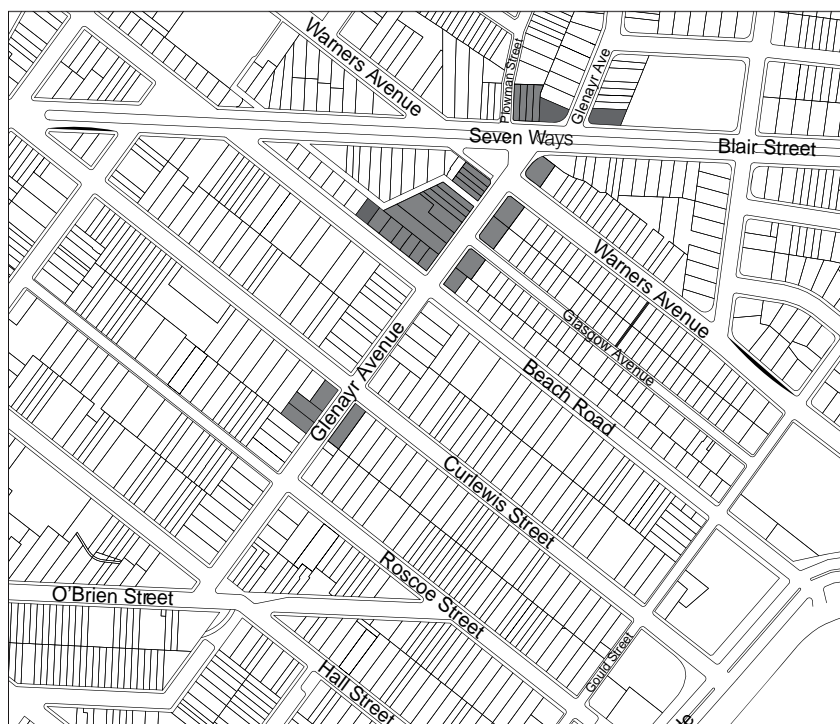 Warners Avenue
Plowman Street
Glenayr Ave
Seven Ways
Blair Street
Warners Avenue
Glasgow Avenue
Glenayr Avenue
Beach Road
Curlewis Street
Roscoe Street
O'Brien Street
Gould Street
Hall Street